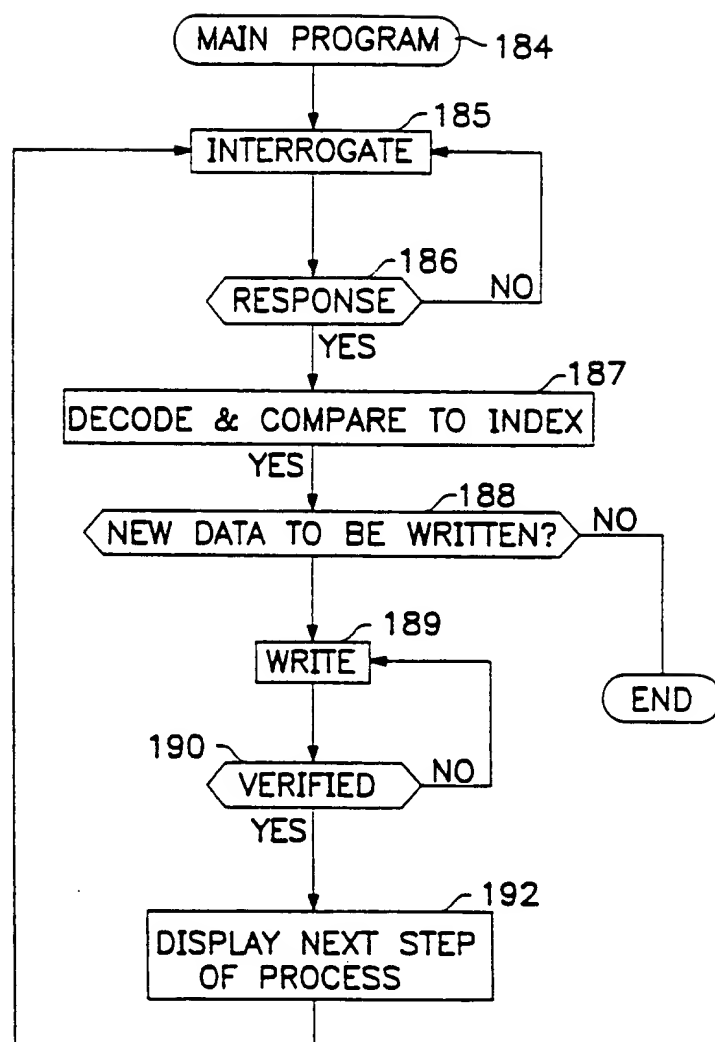 MAIN PROGRAM
184
185
INTERROGATE
186
RESPONSE
NO
YES
187
DECODE & COMPARE TO INDEX
YES
188
NEW DATA TO BE WRITTEN?
NO
189
WRITE
END
190
VERIFIED
NO
YES
192
DISPLAY NEXT STEP
OF PROCESS